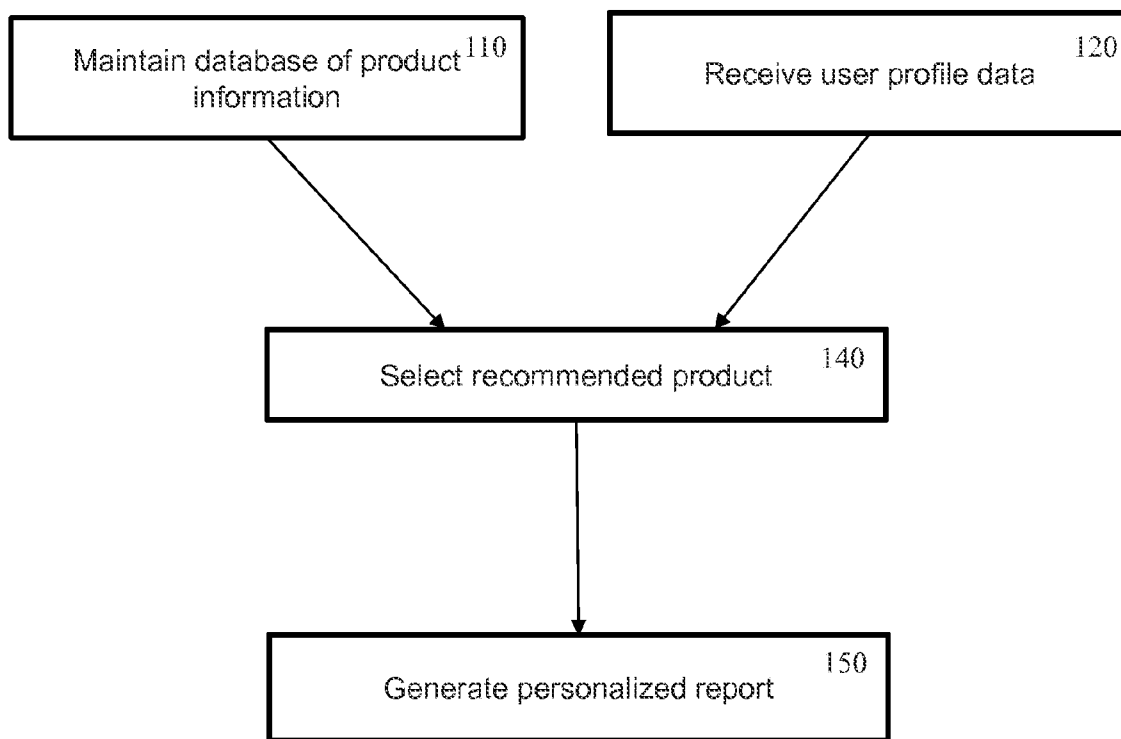 110
Maintain database of product
information
120
Receive user profile data
140
Select recommended product
150
Generate personalized report